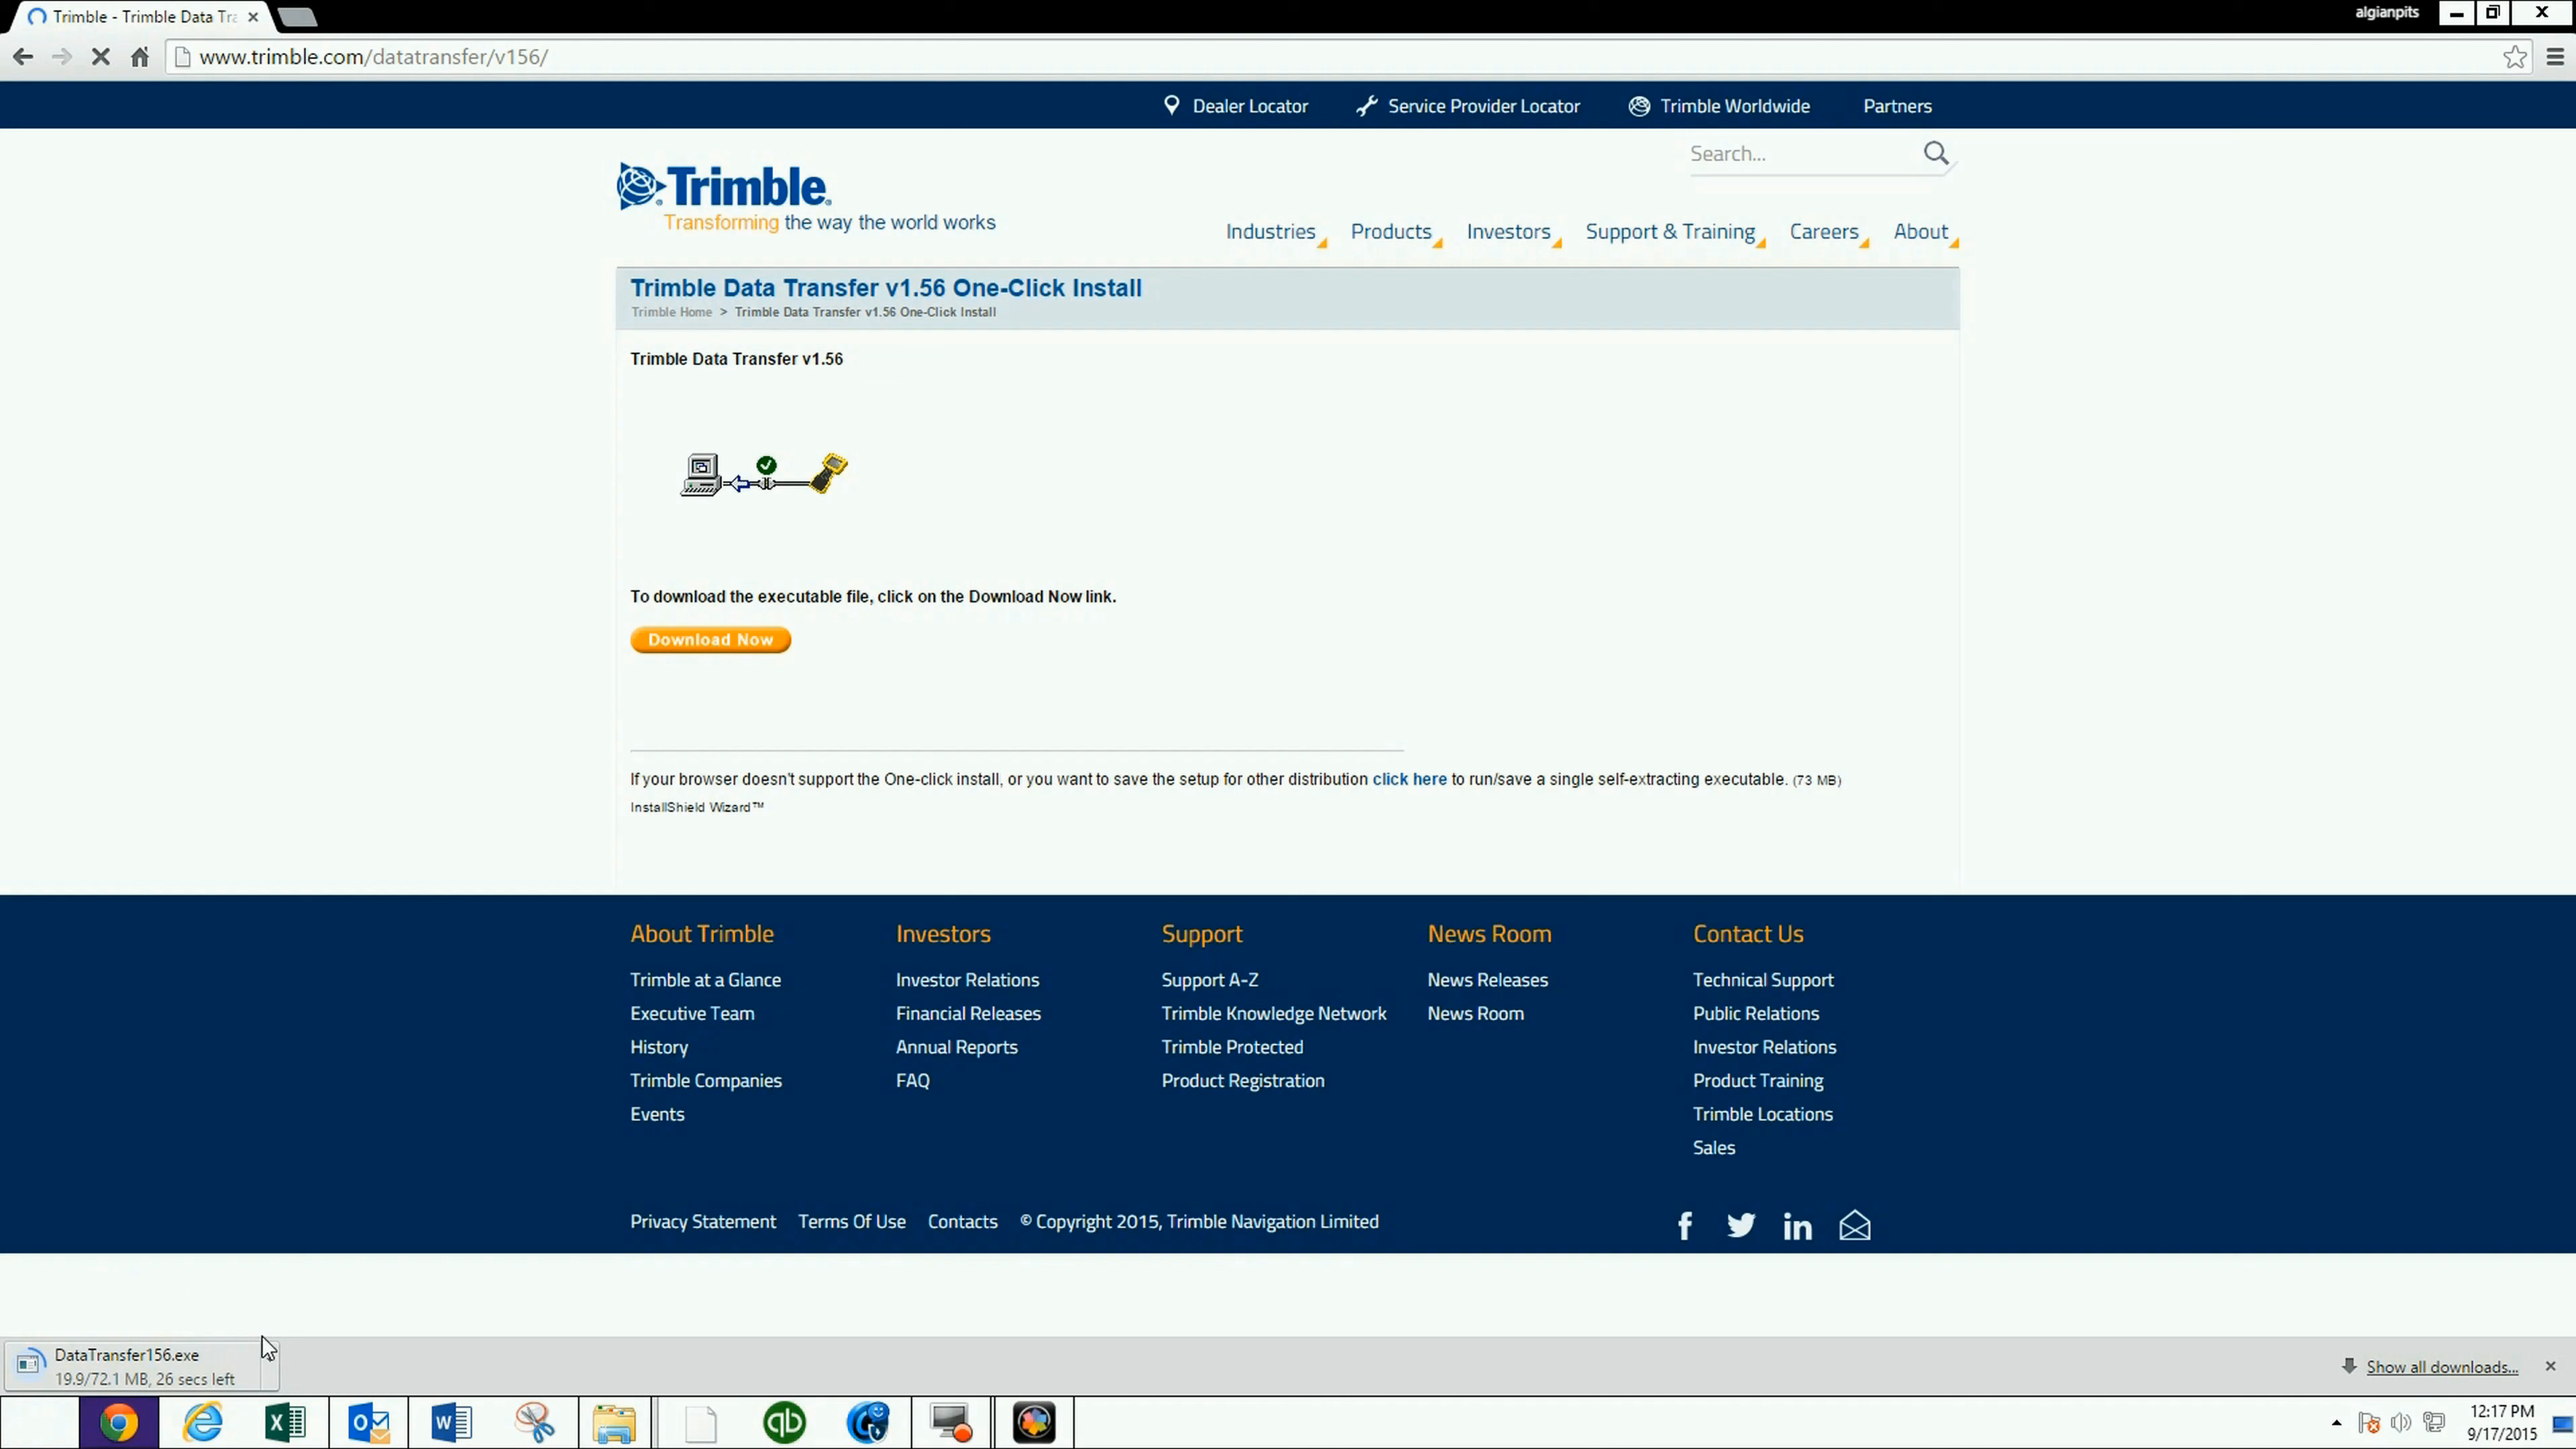 Trimble - Trimble Data Tra
algianpits
www.trimble.com/datatransfer/v156/
Dealer Locator
Service Provider Locator
Trimble Worldwide
Partners
Search...
Trimble
Transforming the way the world works
Industries
Products
Investors
Support & Training
Careers
About
Trimble Data Transfer v1.56 One-Click Install
Trimble Home > Trimble Data Transfer v1.56 One-Click Install
Trimble Data Transfer v1.56
To download the executable file, click on the Download Now link.
Download Now
If your browser doesn't support the One-click install, or you want to save the setup for other distribution click here to run/save a single self-extracting executable. (73 MB)
InstallShield Wizard™
About Trimble
Trimble at a Glance
Executive Team
History
Trimble Companies
Events
Investors
Investor Relations
Financial Releases
Annual Reports
FAQ
Support
Support A-Z
Trimble Knowledge Network
Trimble Protected
Product Registration
News Room
News Releases
News Room
Contact Us
Technical Support
Public Relations
Investor Relations
Product Training
Trimble Locations
Sales
Privacy Statement
Terms Of Use
Contacts
© Copyright 2015, Trimble Navigation Limited
DataTransfer156.exe
19.9/72.1 MB, 26 secs left
Show all downloads...
12:17 PM
9/17/2015